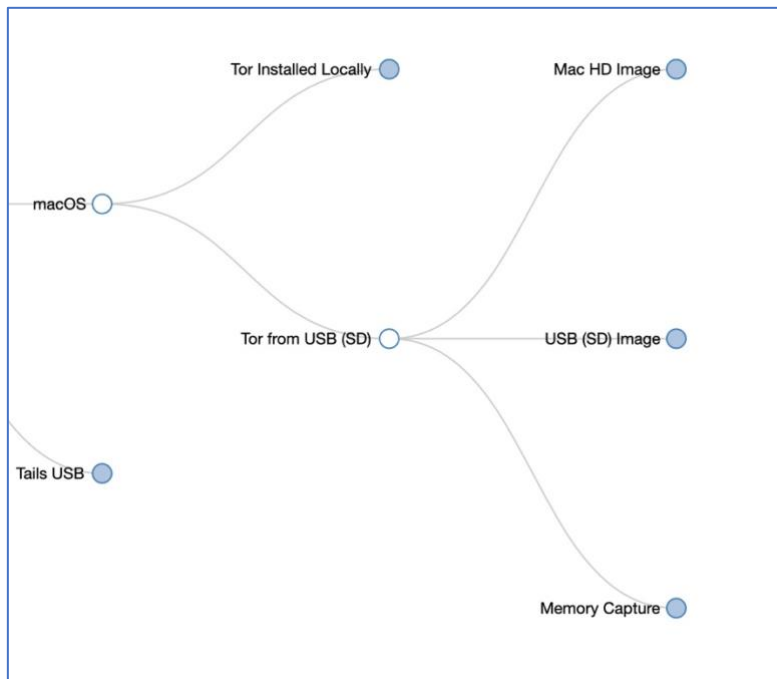 Tor Installed Locally
Mac HD Image
macOS
Tor from USB (SD)
USB (SD) Image
Tails USB
Memory Capture